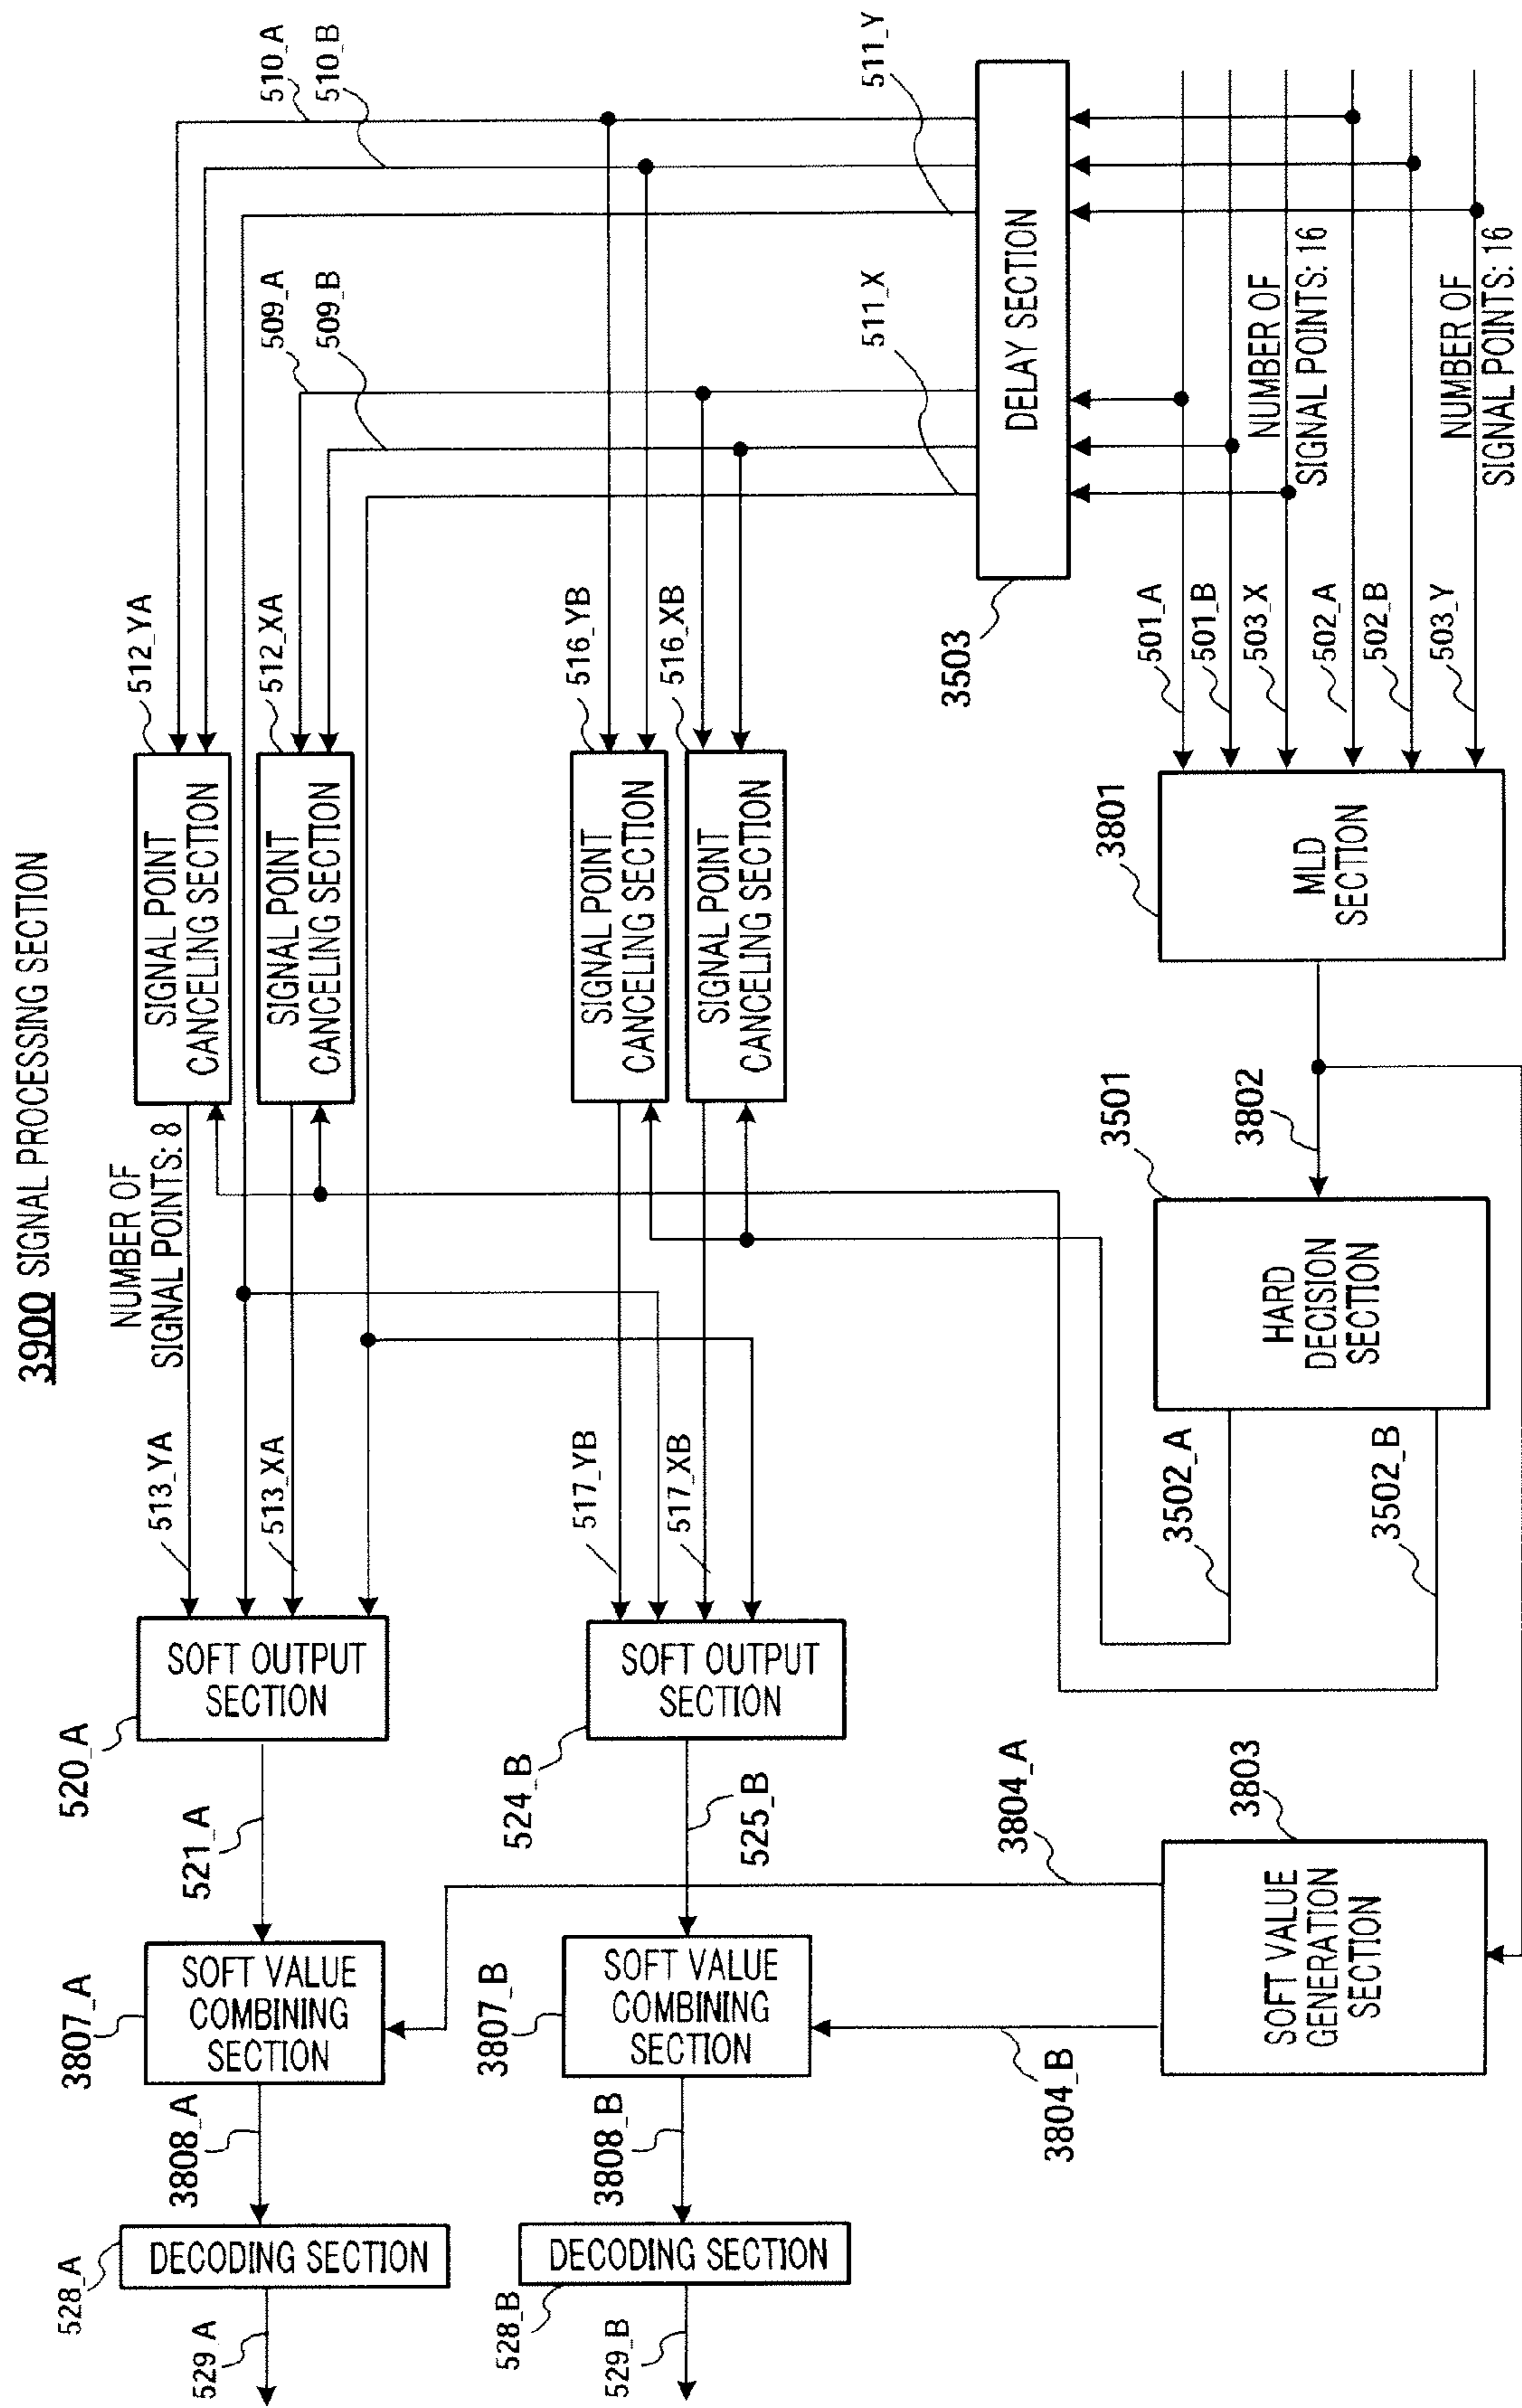 3900 SIGNAL PROCESSING SECTION
510_A
510_B
511_Y
509_A
509_B
511_X
DELAY SECTION
3503
NUMBER OF
SIGNAL POINTS: 16
NUMBER OF
SIGNAL POINTS: 16
501_A
501_B
503_X
502_A
502_B
503_Y
512_YA
512_XA
516_YB
516_XB
SIGNAL POINT
CANCELING SECTION
SIGNAL POINT
CANCELING SECTION
SIGNAL POINT
CANCELING SECTION
SIGNAL POINT
CANCELING SECTION
3801
MLD
SECTION
NUMBER OF
SIGNAL POINTS: 8
3802
3501
HARD
DECISION
SECTION
513_YA
513_XA
517_YB
517_XB
3502_A
3502_B
SOFT OUTPUT
SECTION
520_A
SOFT OUTPUT
SECTION
524_B
521_A
525_B
3804_A
3803
SOFT VALUE
GENERATION
SECTION
3804_B
3807_A
SOFT VALUE
COMBINING
SECTION
3807_B
SOFT VALUE
COMBINING
SECTION
3808_A
3808_B
528_A
DECODING SECTION
528_B
DECODING SECTION
529_A
529_B